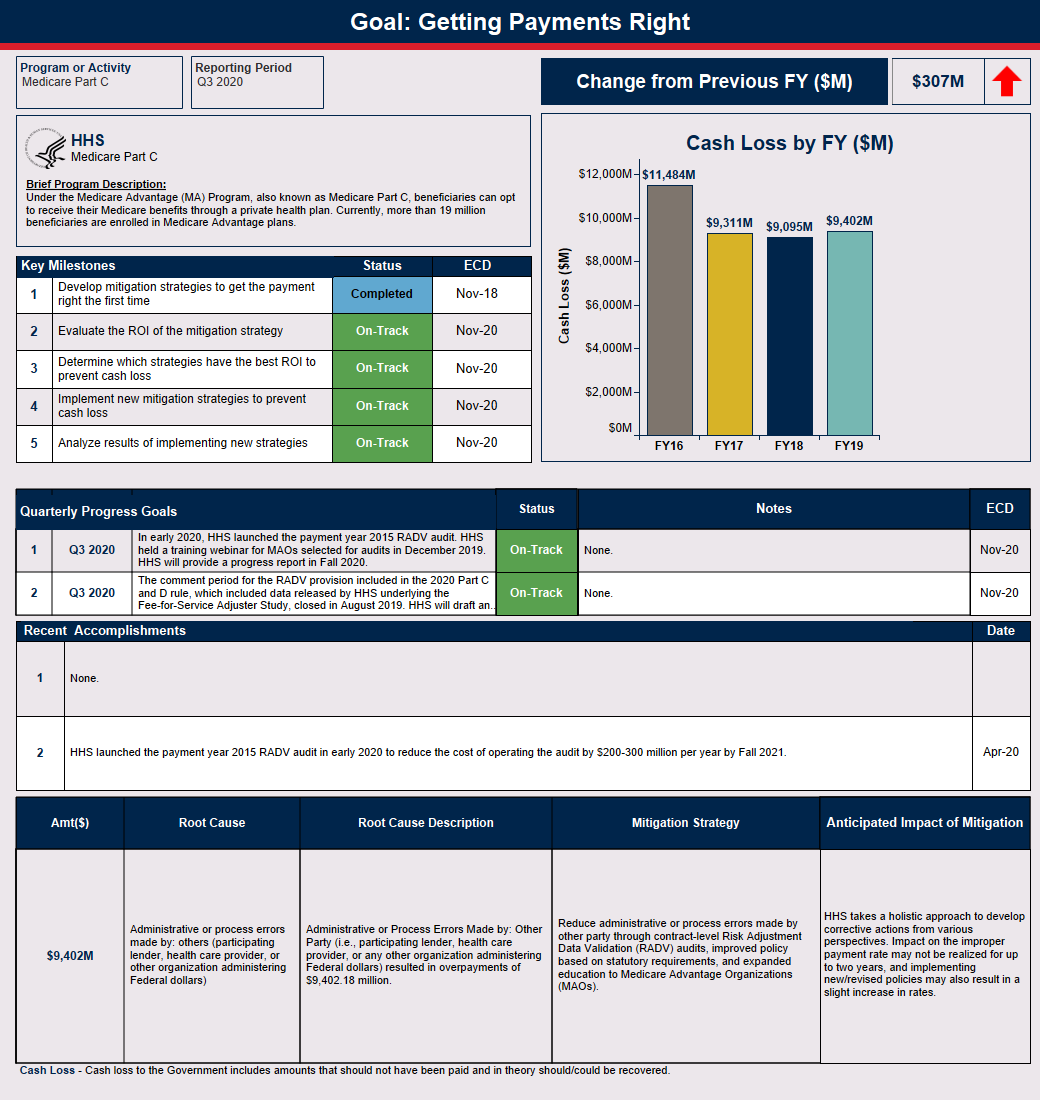 Goal: Getting Payments Right
Program or Activity
Medicare Part C
Reporting Period
Q3 2020
Change from Previous FY ($M)
$307M
HHS
Medicare Part C
Brief Program Description:
Under the Medicare Advantage (MA) Program, also known as Medicare Part C, beneficiaries can opt
to receive their Medicare benefits through a private health plan. Currently, more than 19 million
beneficiaries are enrolled in Medicare Advantage plans.
Key Milestones
Status
ECD
1
Develop mitigation strategies to get the payment
right the first time
Completed
Nov-18
2
Evaluate the ROI of the mitigation strategy
On-Track
Nov-20
3
Determine which strategies have the best ROI to
prevent cash loss
On-Track
Nov-20
4
Implement new mitigation strategies to prevent
cash loss
On-Track
Nov-20
5
Analyze results of implementing new strategies
On-Track
Nov-20
Cash Loss by FY ($M)
Cash Loss ($M)
$12,000M
$10,000M
$8,000M
$6,000M
$4,000M
$2,000M
$0M
$11,484M
$9,311M
$9,095M
$9,402M
FY16
FY17
FY18
FY19
Quarterly Progress Goals
Status
Notes
ECD
1
Q3 2020
In early 2020, HHS launched the payment year 2015 RADV audit. HHS
held a training webinar for MAOs selected for audits in December 2019.
HHS will provide a progress report in Fall 2020.
On-Track
None.
Nov-20
2
Q3 2020
The comment period for the RADV provision included in the 2020 Part C
and D rule, which included data released by HHS underlying the
Fee-for-Service Adjuster Study, closed in August 2019. HHS will draft an..
On-Track
None.
Nov-20
Recent Accomplishments
Date
1
None.
2
HHS launched the payment year 2015 RADV audit in early 2020 to reduce the cost of operating the audit by $200-300 million per year by Fall 2021.
Apr-20
Amt($)
Root Cause
Root Cause Description
Mitigation Strategy
Anticipated Impact of Mitigation
$9,402M
Administrative or process errors
made by: others (participating
lender, health care provider, or
other organization administering
Federal dollars)
Administrative or Process Errors Made by: Other
Party (i.e., participating lender, health care
provider, or any other organization administering
Federal dollars) resulted in overpayments of
$9,402.18 million.
Reduce administrative or process errors made by
other party through contract-level Risk Adjustment
Data Validation (RADV) audits, improved policy
based on statutory requirements, and expanded
education to Medicare Advantage Organizations
(MAOs).
HHS takes a holistic approach to develop
corrective actions from various
perspectives. Impact on the improper
payment rate may not be realized for up
to two years, and implementing
new/revised policies may also result in a
slight increase in rates.
Cash Loss - Cash loss to the Government includes amounts that should not have been paid and in theory should/could be recovered.